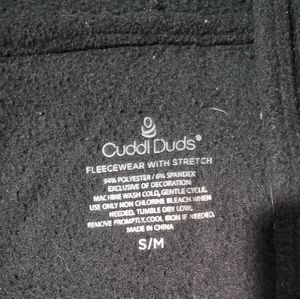 Cuddl Duds®
FLEECEWEAR WITH STRETCH
94% POLYESTER / 6% SPANDEX
EXCLUSIVE OF DECORATION
MACHINE WASH COLD, GENTLE CYCLE.
USE ONLY NON CHLORINE BLEACH WHEN
NEEDED, TUMBLE DRY LOW,
REMOVE PROMPTLY, COOL IRON IF NEEDED.
MADE IN CHINA
S/M